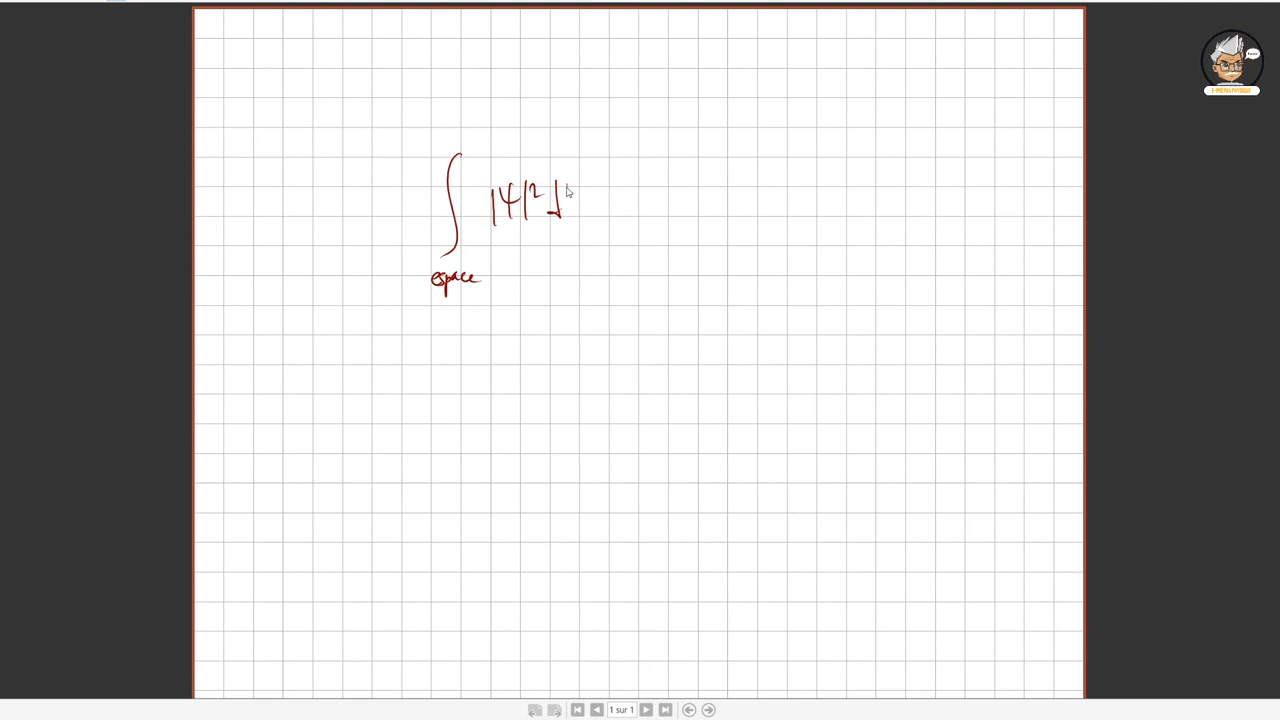 ∫ |Ψ|² d
espace
1 sur 1